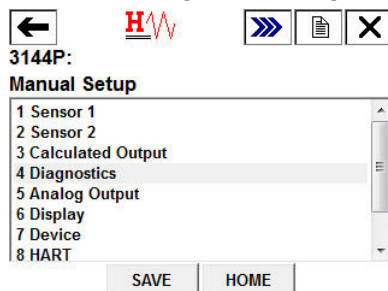 H
3144P:
Manual Setup
1 Sensor 1
2 Sensor 2
3 Calculated Output
4 Diagnostics
5 Analog Output
6 Display
7 Device
8 HART
SAVE HOME